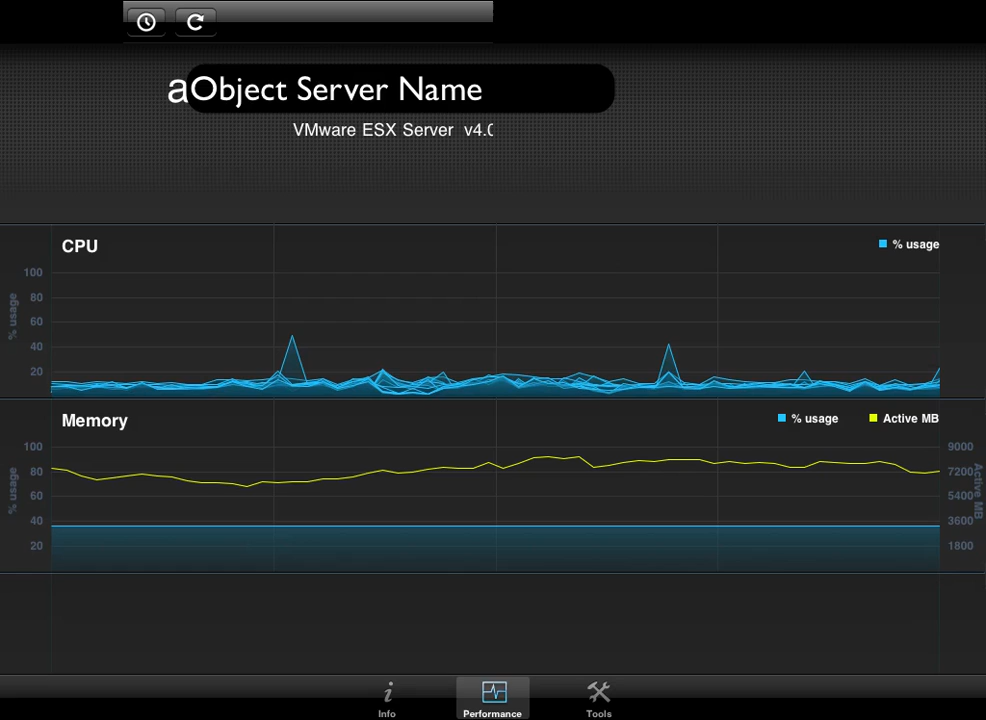 aObject Server Name
VMware ESX Server v4.0
CPU
% usage
100
80
60
40
20
% usage
Memory
% usage
Active MB
100
80
60
40
20
% usage
9000
7200
5400
3600
1800
Active MB
Info
Performance
Tools